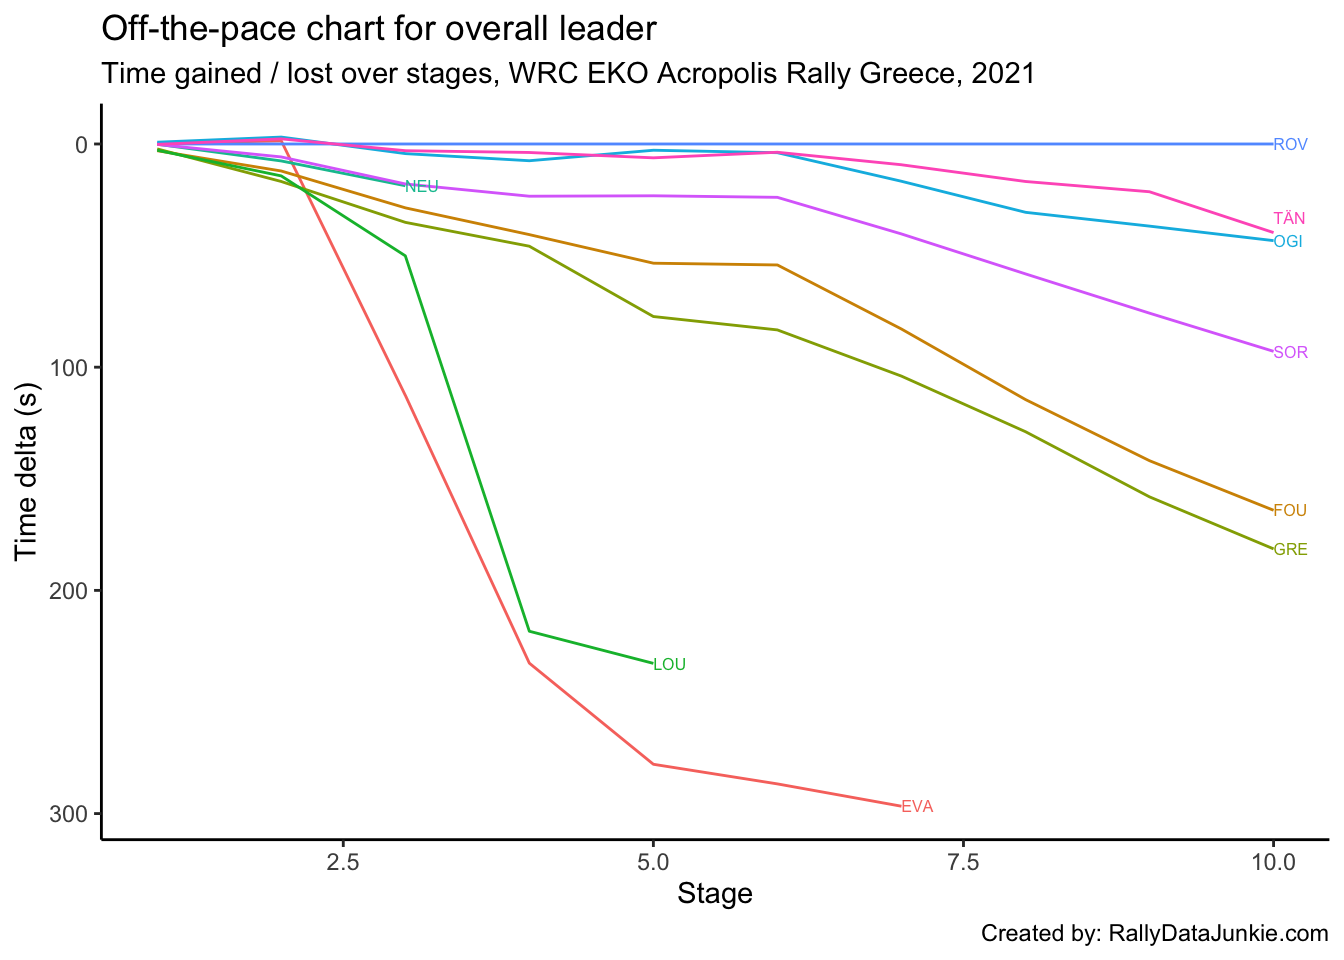 Off-the-pace chart for overall leader
Time gained / lost over stages, WRC EKO Acropolis Rally Greece, 2021
Time delta (s)
0
100
200
300
ROV
NEU
TÄN
OGI
SOR
FOU
GRE
LOU
EVA
2.5
5.0
7.5
10.0
Stage
Created by: RallyDataJunkie.com